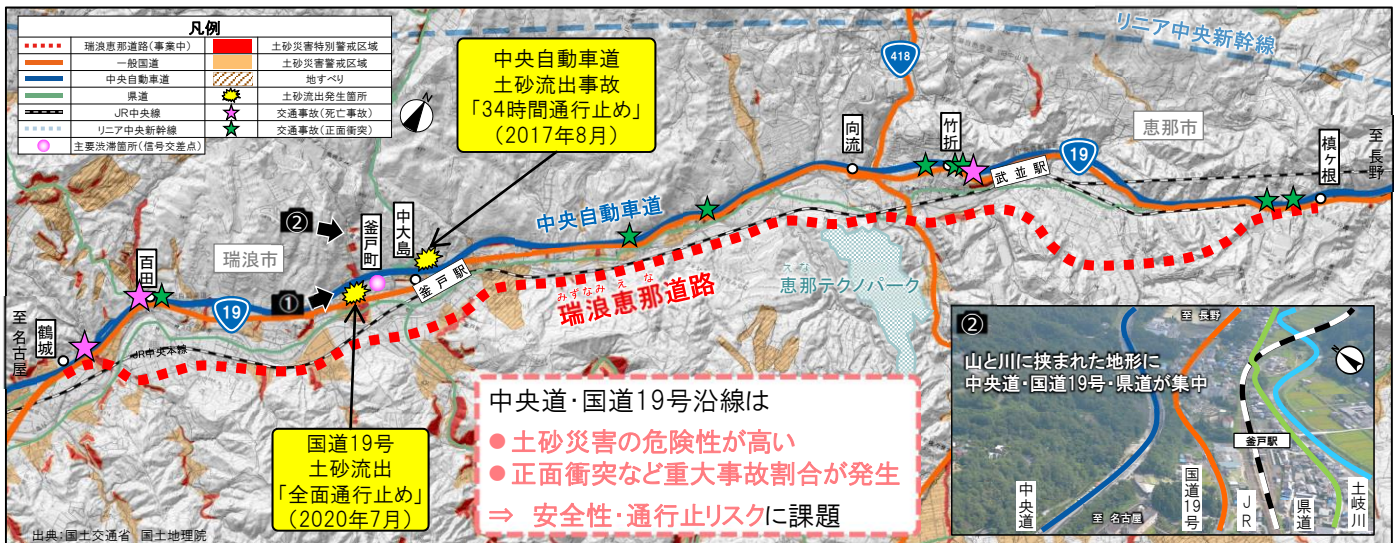 凡例
瑞浪恵那道路(事業中)
土砂災害特別警戒区域
一般国道
土砂災害警戒区域
中央自動車道
地すべり
県道
土砂流出発生箇所
JR中央線
交通事故(死亡事故)
リニア中央新幹線
交通事故(正面衝突)
主要渋滞箇所(信号交差点)
N
中央自動車道
土砂流出事故
「34時間通行止め」
(2017年8月)
リニア中央新幹線
418
恵那市
至 長野
槙ヶ根
19
武並駅
竹折
向流
中央自動車道
②
釜戸町
中大島
釜戸駅
瑞浪市
百田
①
19
至 名古屋
鶴城
JR中央本線
みずなみ え な
瑞浪恵那道路
えな
恵那テクノパーク
国道19号
土砂流出
「全面通行止め」
(2020年7月)
中央道・国道19号沿線は
●土砂災害の危険性が高い
●正面衝突など重大事故割合が発生
⇒ 安全性・通行止リスクに課題
②
至 長野
山と川に挟まれた地形に
中央道・国道19号・県道が集中
N
釜戸駅
中央道
至 名古屋
国道19号
JR
県道
土岐川
出典:国土交通省 国土地理院